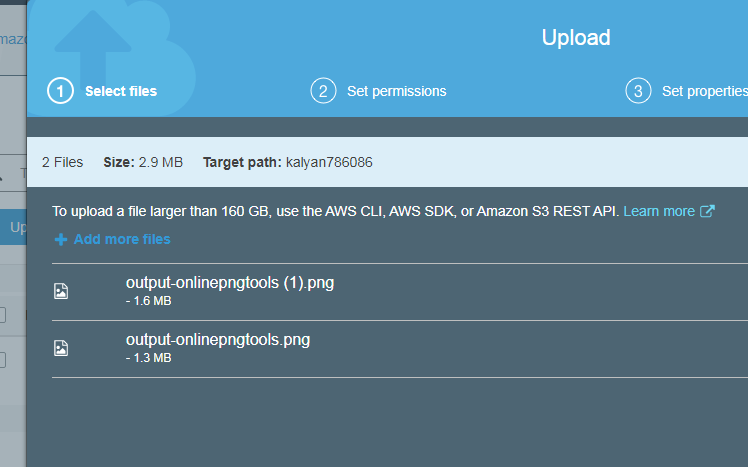 Upload
1 Select files
2 Set permissions
3 Set properties
2 Files Size: 2.9 MB Target path: kalyan786086
To upload a file larger than 160 GB, use the AWS CLI, AWS SDK, or Amazon S3 REST API. Learn more
Add more files
output-onlinepngtools (1).png
- 1.6 MB
output-onlinepngtools.png
- 1.3 MB